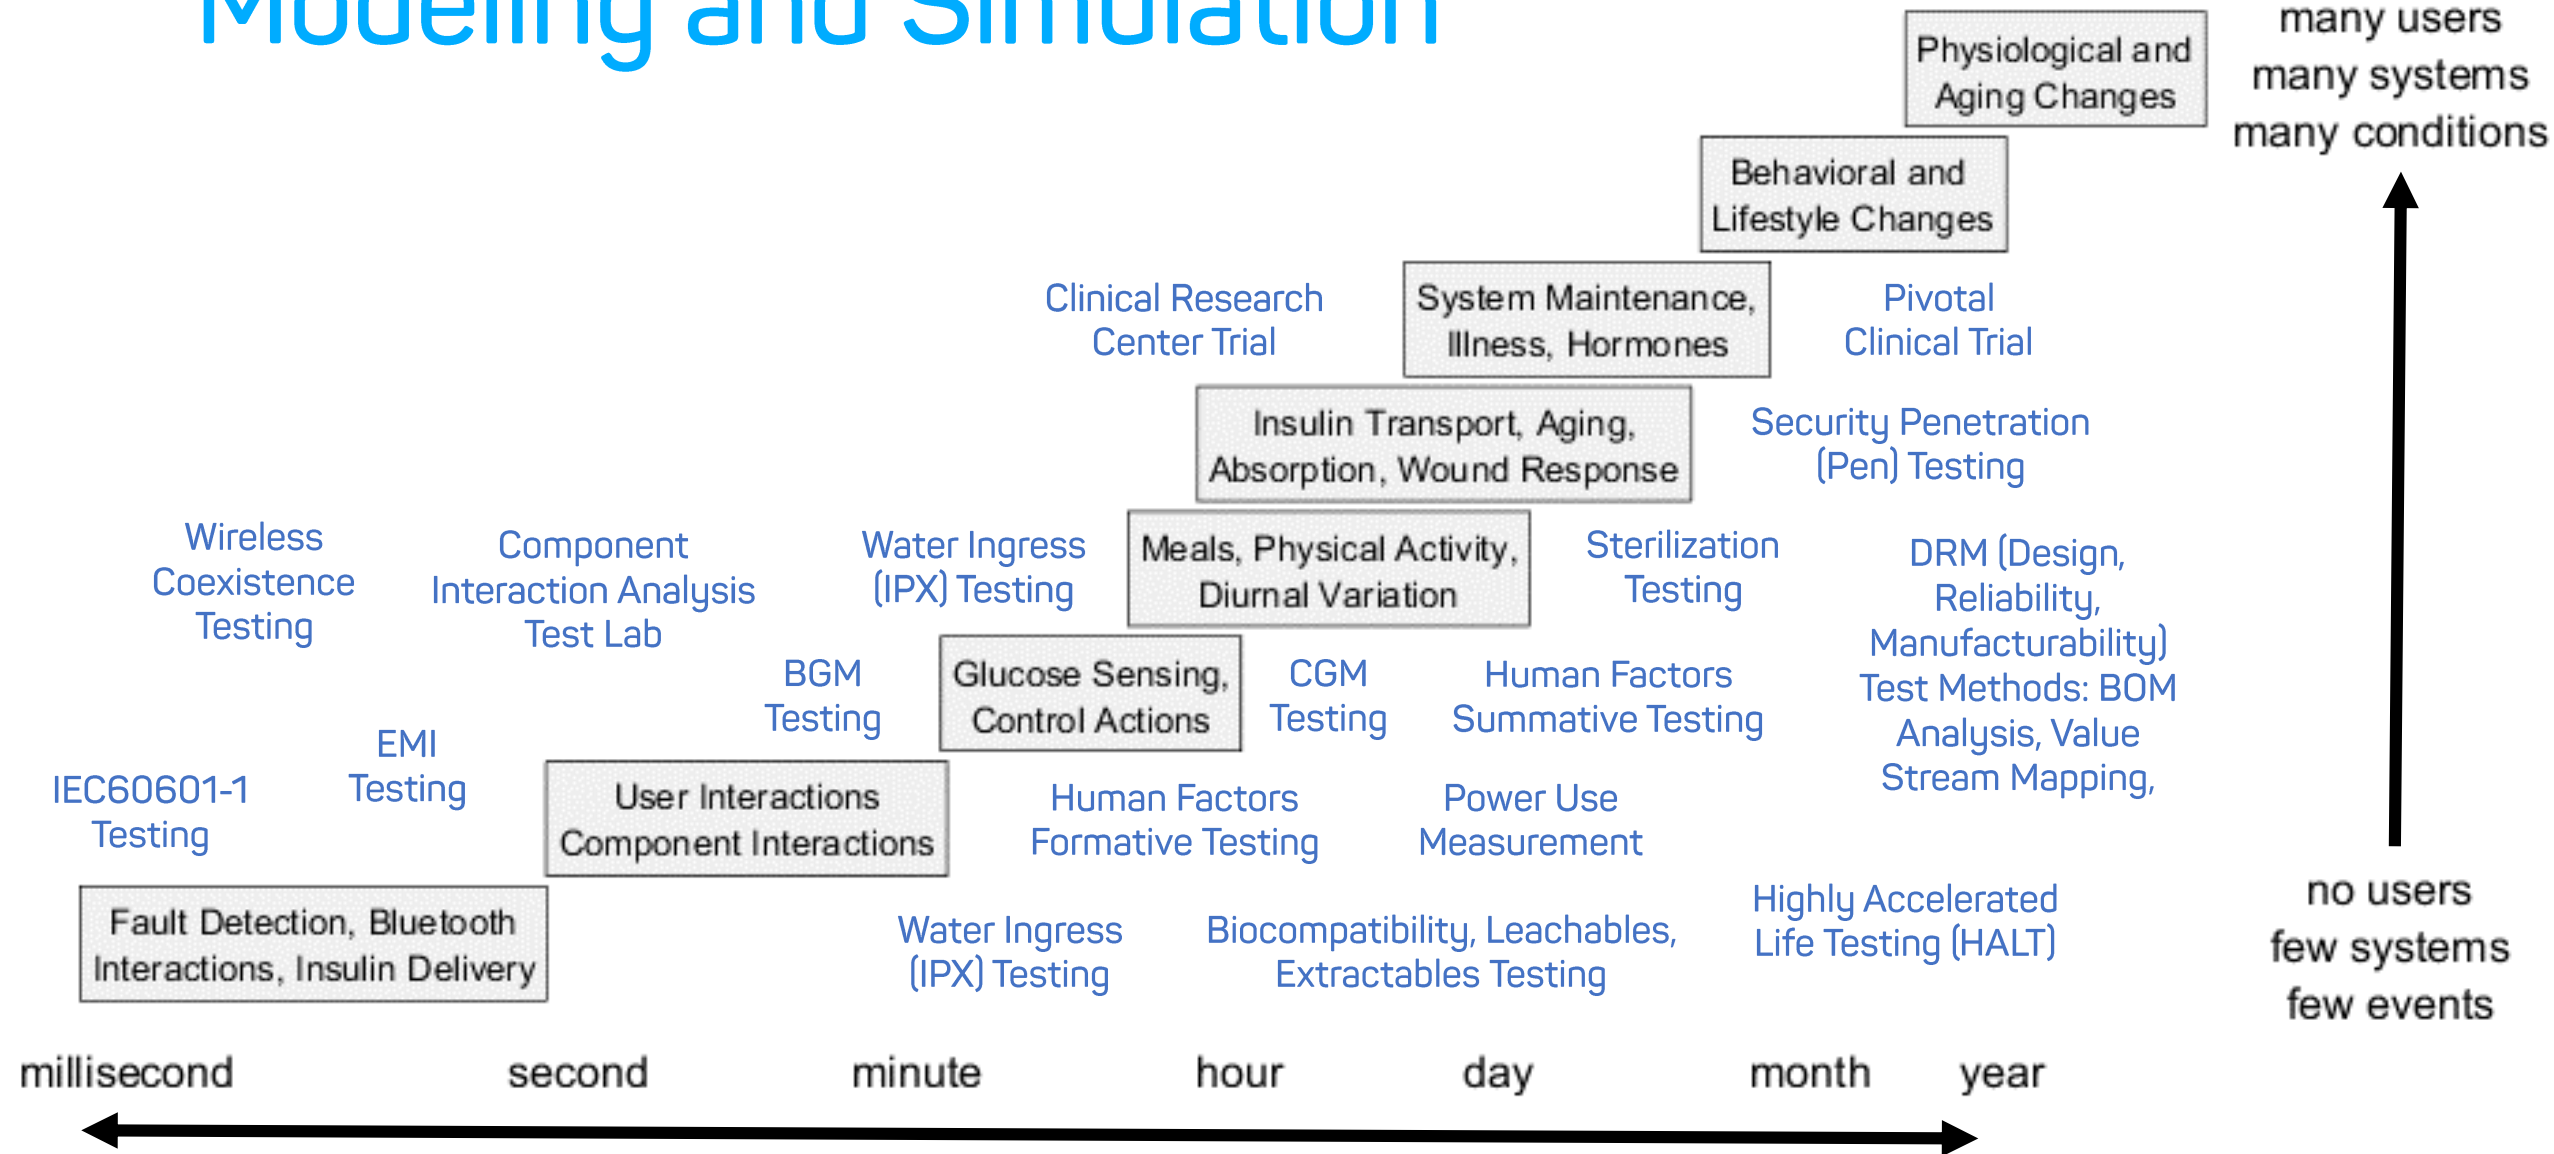 Modeling and Simulation
Physiological and
Aging Changes
many users
many systems
many conditions
Behavioral and
Lifestyle Changes
Clinical Research
Center Trial
System Maintenance,
Illness, Hormones
Pivotal
Clinical Trial
Insulin Transport, Aging,
Absorption, Wound Response
Security Penetration
(Pen) Testing
Wireless
Coexistence
Testing
Component
Interaction Analysis
Test Lab
Water Ingress
(IPX) Testing
Meals, Physical Activity,
Diurnal Variation
Sterilization
Testing
DRM (Design,
Reliability,
Manufacturability)
Test Methods: BOM
Analysis, Value
Stream Mapping,
BGM
Testing
Glucose Sensing,
Control Actions
CGM
Testing
Human Factors
Summative Testing
IEC60601-1
Testing
EMI
Testing
User Interactions
Component Interactions
Human Factors
Formative Testing
Power Use
Measurement
Fault Detection, Bluetooth
Interactions, Insulin Delivery
Water Ingress
(IPX) Testing
Biocompatibility, Leachables,
Extractables Testing
Highly Accelerated
Life Testing (HALT)
no users
few systems
few events
millisecond second minute hour day month year